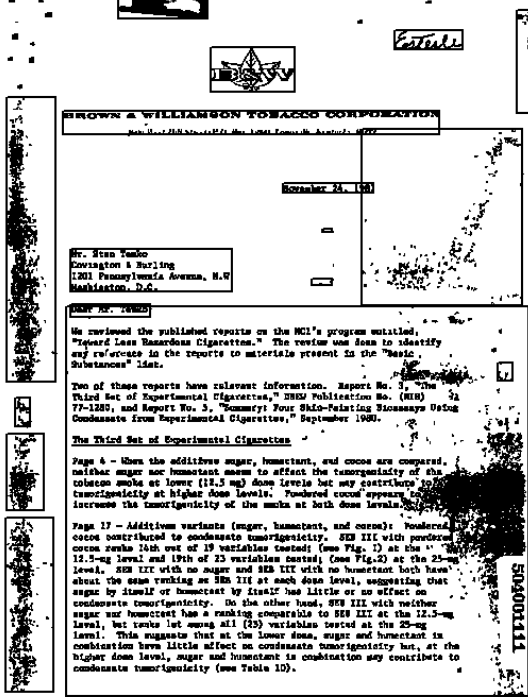 B&W
BROWN & WILLIAMSON TOBACCO CORPORATION
November 24, 1981
Mr. Stan Temko
Covington & Burling
1201 Pennsylvania Avenue, N.W
Washington, D.C.
Dear Mr. Temko
We reviewed the published reports on the NCI's program entitled,
"Toward Less Hazardous Cigarettes." The review was done to identify
any reference in the reports to materials present in the "Basic
Substances" list.
Two of these reports have relevant information. Report No. 3, "The
Third Set of Experimental Cigarettes," DHEW Publication No. (NIH)
77-1280, and Report No. 5, "Summary: Four Skin-Painting Bioassays Using
Condensate from Experimental Cigarettes," September 1980.
The Third Set of Experimental Cigarettes
Page 4 - When the additives sugar, humectant, and cocoa are compared,
neither sugar nor humectant seems to affect the tumorgenicity of the
tobacco smoke at lower (12.5 mg) dose levels but may contribute to
tumorigenicity at higher dose levels. Powdered cocoa appears to
increase the tumorigenicity of the smoke at both dose levels.
Page 17 - Additives variants (sugar, humectant, and cocoa): Powdered
cocoa contributed to condensate tumorigenicity. SEB III with powdered
cocoa ranks 14th out of 19 variables tested; (see Fig. 1) at the
12.5-mg level and 19th of 23 variables tested; (see Fig.2) at the 25-mg
level. SEB III with no sugar and SEB III with no humectant both have
about the same ranking as SEB III at each dose level, suggesting that
sugar by itself or humectant by itself has little or no effect on
condensate tumorigenicity. On the other hand, SEB III with neither
sugar nor humectant has a ranking comparable to SEB III at the 12.5-mg
level, but ranks 1st among all (23) variables tested at the 25-mg
level. This suggests that at the lower dose, sugar and humectant in
combination have little affect on condensate tumorigenicity but, at the
higher dose level, sugar and humectant in combination may contribute to
condensate tumorigenicity (see Table 10).